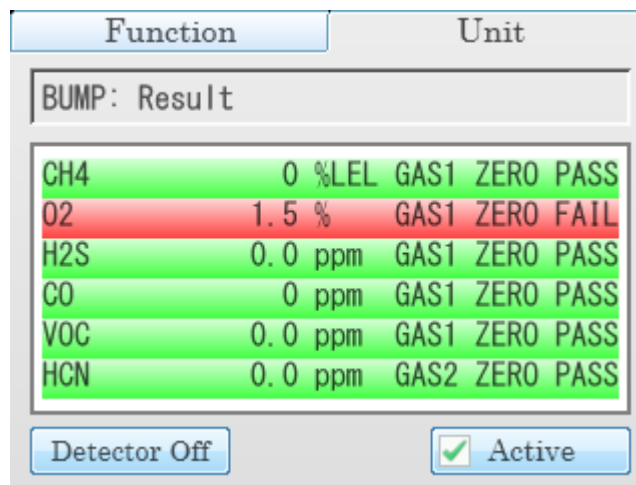 Function Unit
BUMP: Result
CH4 0 %LEL GAS1 ZERO PASS
O2 1.5 % GAS1 ZERO FAIL
H2S 0.0 ppm GAS1 ZERO PASS
CO 0 ppm GAS1 ZERO PASS
VOC 0.0 ppm GAS1 ZERO PASS
HCN 0.0 ppm GAS2 ZERO PASS
Detector Off Active